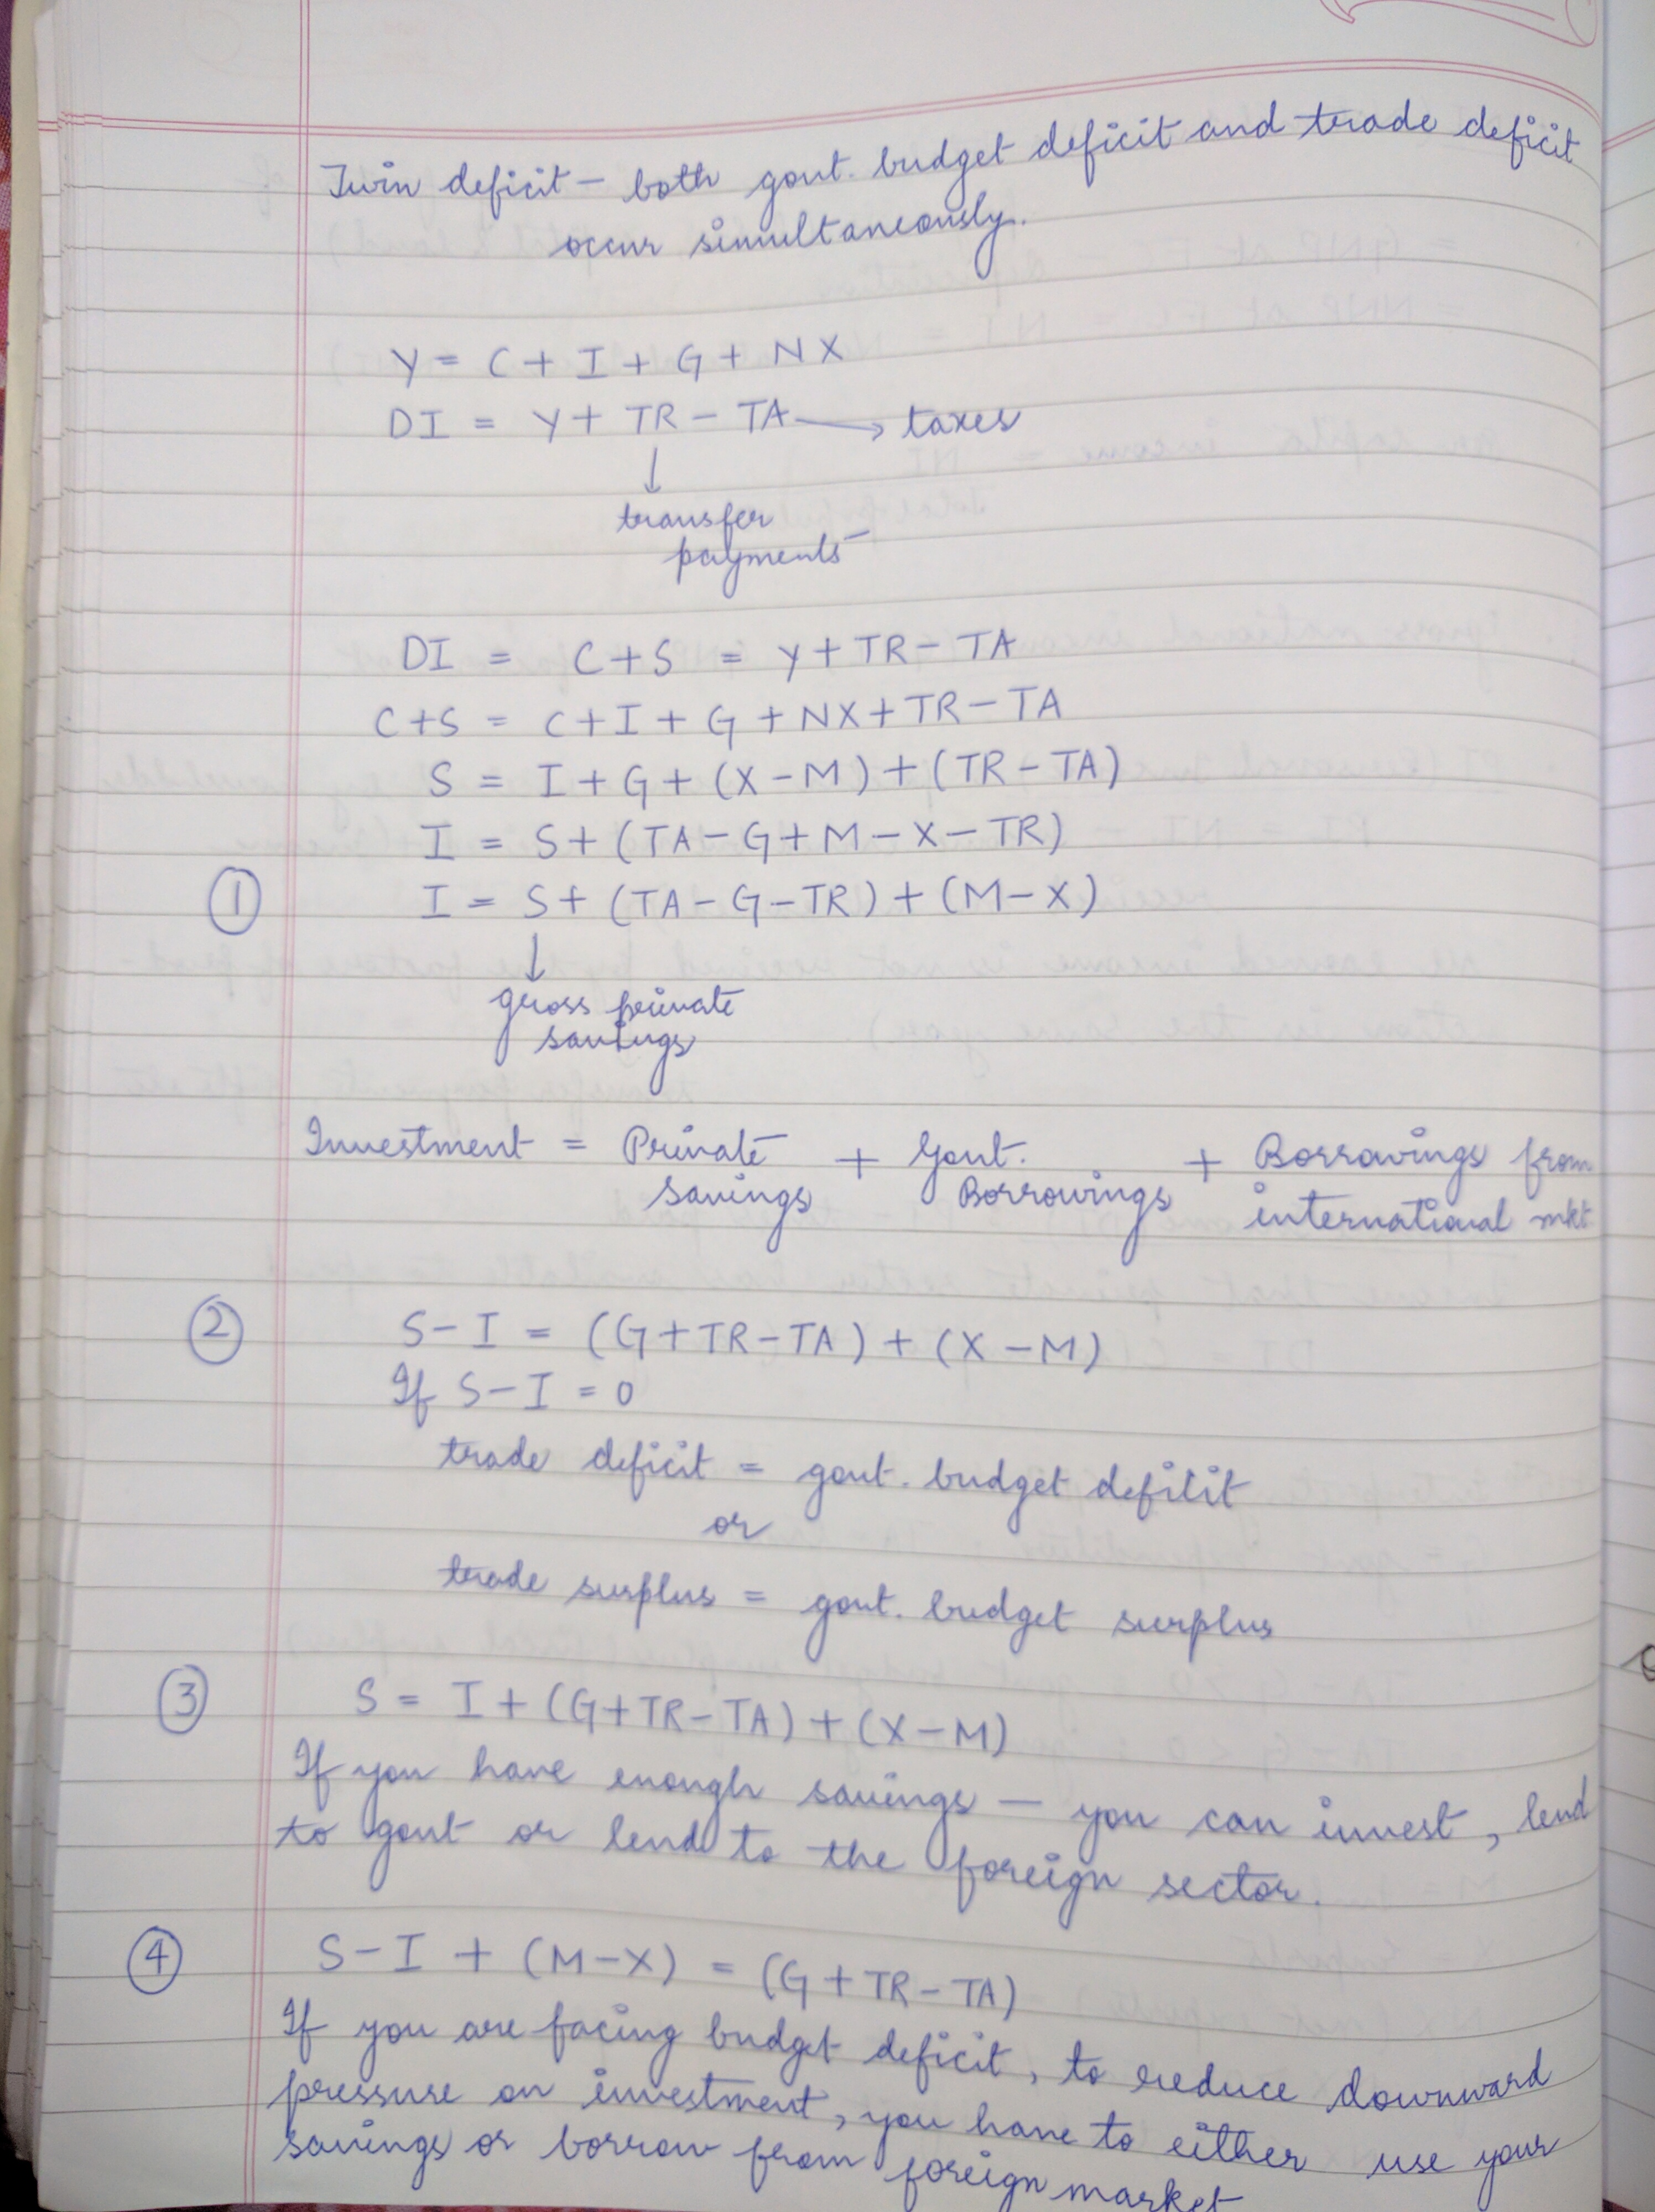 Twin deficit – both govt. budget deficit and trade deficit
occur simultaneously.
Y = C + I + G + NX
DI = Y + TR – TA → taxes
↓
transfer
payments
DI = C + S = Y + TR – TA
C + S = C + I + G + NX + TR – TA
S = I + G + (X – M) + (TR – TA)
I = S + (TA – G + M – X – TR)
① I = S + (TA – G – TR) + (M – X)
↓
gross private
savings
Investment = Private + Govt. + Borrowings from
savings Borrowings international mkt
② S – I = (G + TR – TA) + (X – M)
If S – I = 0
trade deficit = govt. budget deficit
or
trade surplus = govt. budget surplus
③ S = I + (G + TR – TA) + (X – M)
If you have enough savings – you can invest, lend
to govt or lend to the foreign sector.
④ S – I + (M – X) = (G + TR – TA)
If you are facing budget deficit, to reduce downward
pressure on investment, you have to either use your
savings or borrow from foreign market